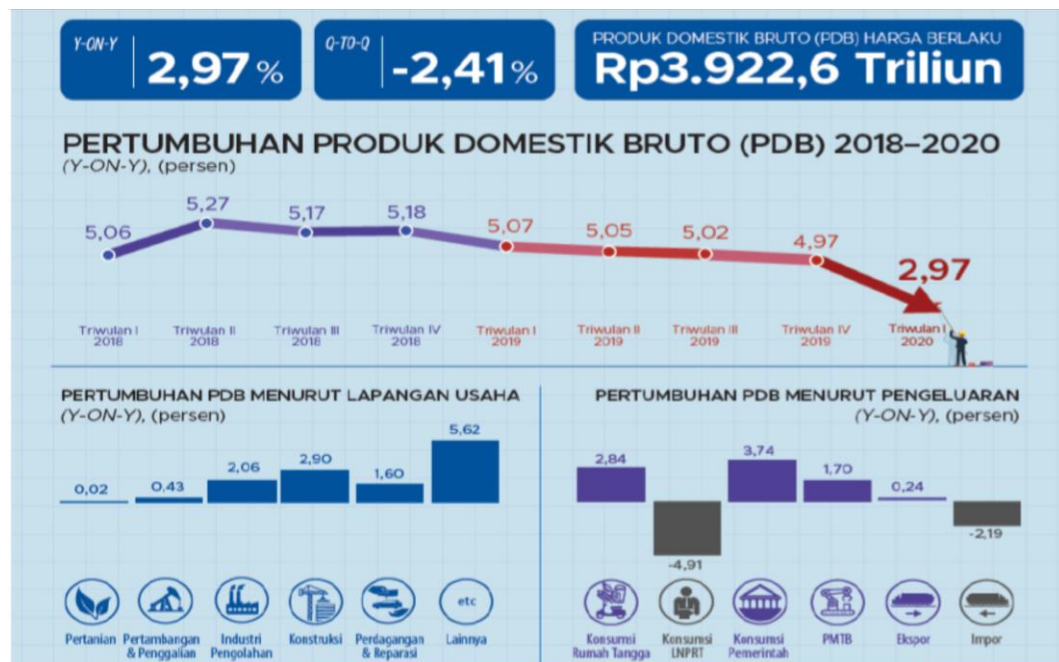 Y-ON-Y
2,97 %
Q-TO-Q
-2,41 %
PRODUK DOMESTIK BRUTO (PDB) HARGA BERLAKU
Rp3.922,6 Triliun
PERTUMBUHAN PRODUK DOMESTIK BRUTO (PDB) 2018–2020
(Y-ON-Y), (persen)
5,06
5,27
5,17
5,18
5,07
5,05
5,02
4,97
2,97
Triwulan I
2018
Triwulan II
2018
Triwulan III
2018
Triwulan IV
2018
Triwulan I
2019
Triwulan II
2019
Triwulan III
2019
Triwulan IV
2019
Triwulan I
2020
PERTUMBUHAN PDB MENURUT LAPANGAN USAHA
(Y-ON-Y), (persen)
0,02
0,43
2,06
2,90
1,60
5,62
etc
Pertanian
Pertambangan
& Penggalian
Industri
Pengolahan
Konstruksi
Perdagangan
& Reparasi
Lainnya
PERTUMBUHAN PDB MENURUT PENGELUARAN
(Y-ON-Y), (persen)
2,84
-4,91
3,74
1,70
0,24
-2,19
Konsumsi
Rumah Tangga
Konsumsi
LNPRT
Konsumsi
Pemerintah
PMTB
Ekspor
Impor